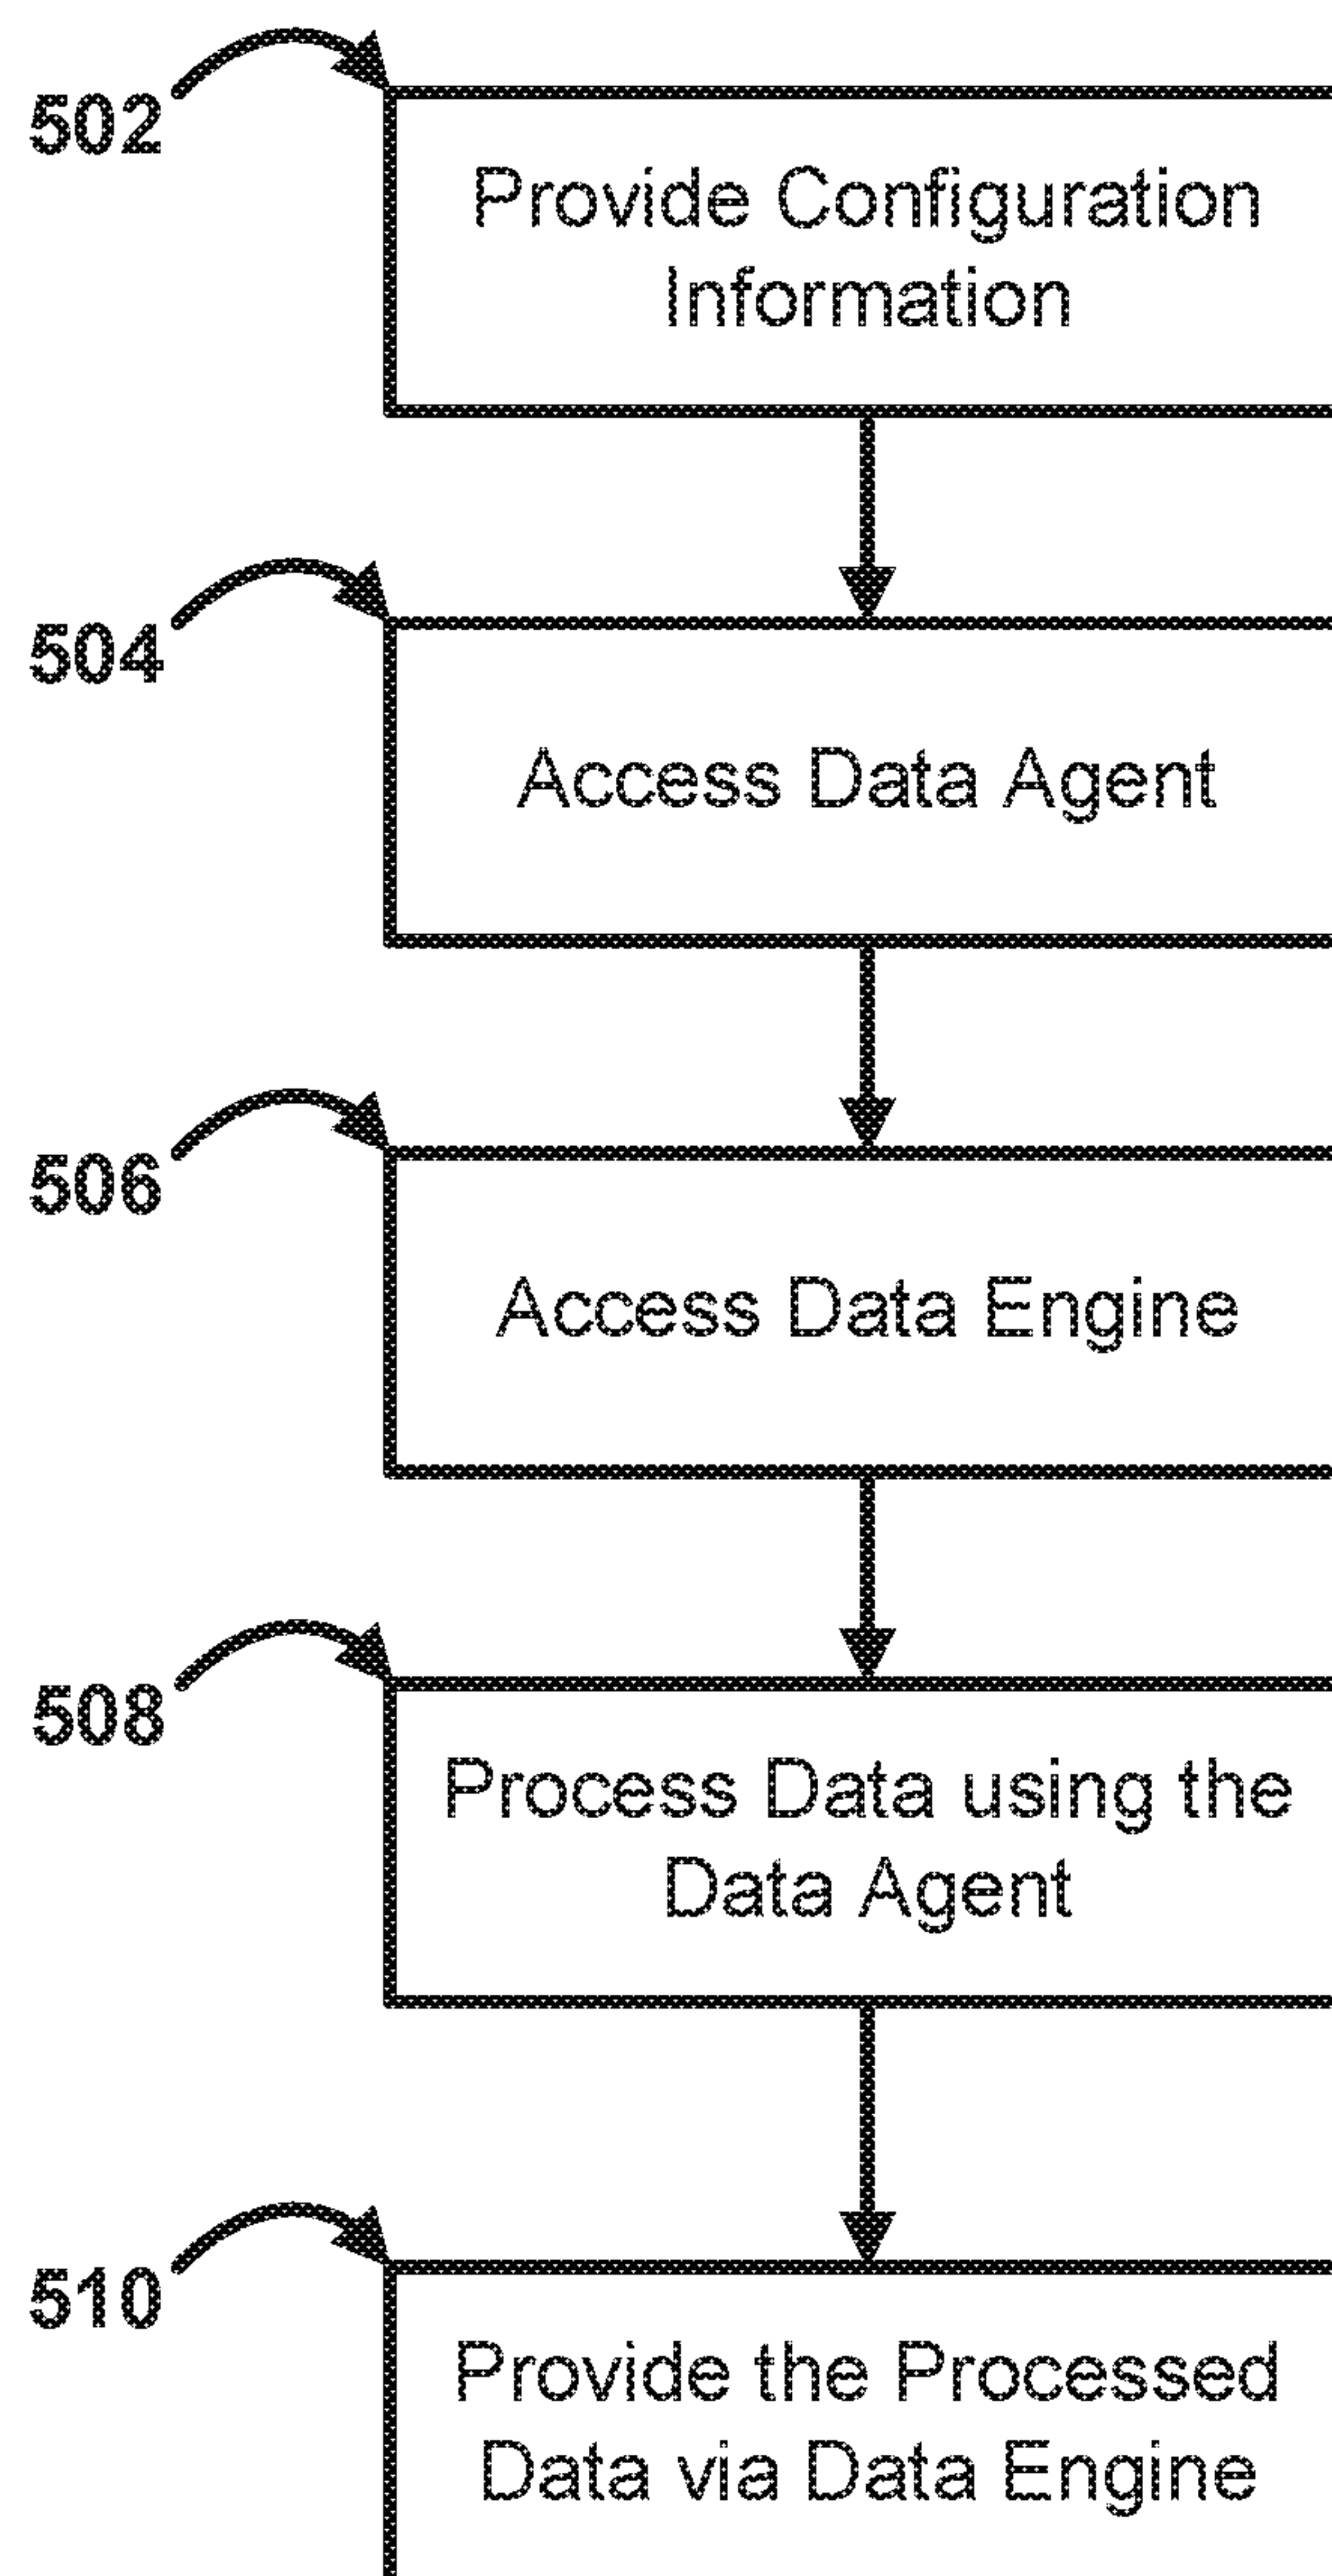 502
Provide Configuration
Information
504
Access Data Agent
506
Access Data Engine
508
Process Data using the
Data Agent
510
Provide the Processed
Data via Data Engine